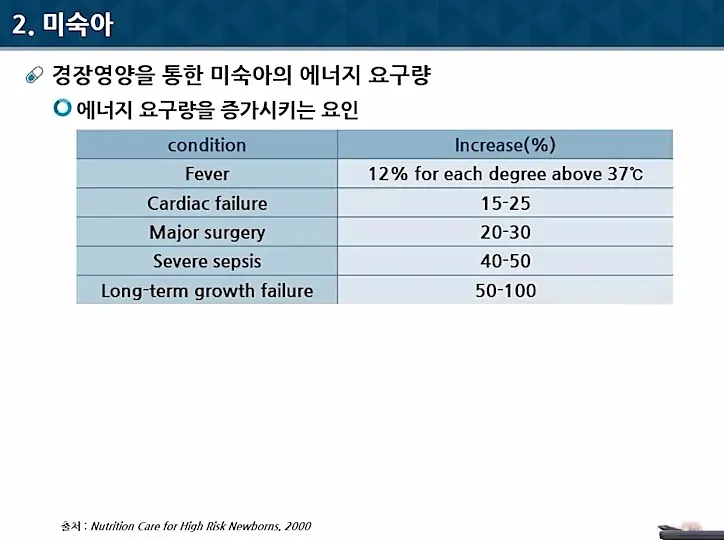 2. 미숙아
경장영양을 통한 미숙아의 에너지 요구량
에너지 요구량을 증가시키는 요인
condition Increase(%)
Fever 12% for each degree above 37℃
Cardiac failure 15-25
Major surgery 20-30
Severe sepsis 40-50
Long-term growth failure 50-100
출처 : Nutrition Care for High Risk Newborns, 2000